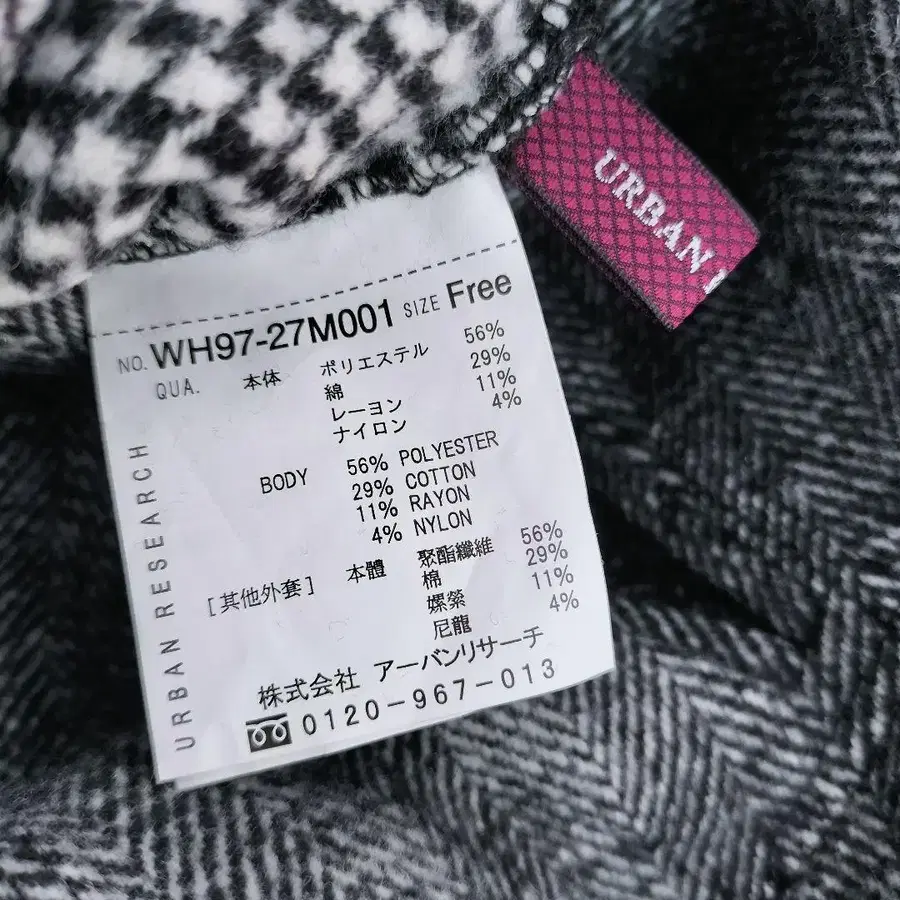 URBAN
NO. WH97-27M001 SIZE Free
QUA. 本体 ポリエステル 56%
綿 29%
レーヨン 11%
ナイロン 4%
BODY 56% POLYESTER
29% COTTON
11% RAYON
4% NYLON
[其他外套] 本體 聚酯纖維 56%
棉 29%
嫘縈 11%
尼龍 4%
株式会社 アーバンリサーチ
0120-967-013
URBAN RESEARCH